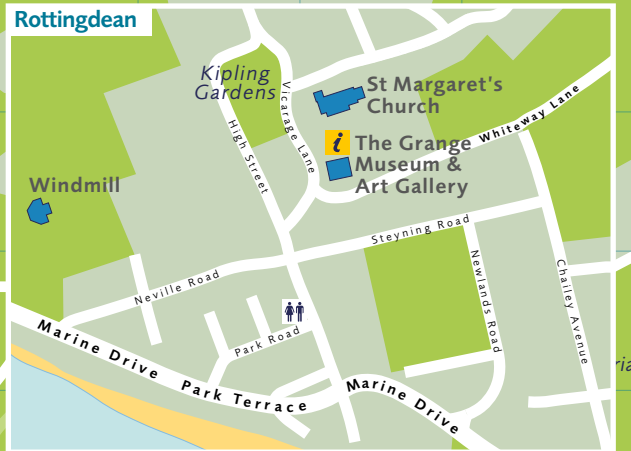 Rottingdean
Kipling
Gardens
St Margaret's
Church
Vicarage Lane
High Street
i
The Grange
Museum &
Art Gallery
Whiteway Lane
Windmill
Steyning Road
Neville Road
Newlands Road
Chailey Avenue
Park Road
Marine Drive
Park Terrace
Marine Drive